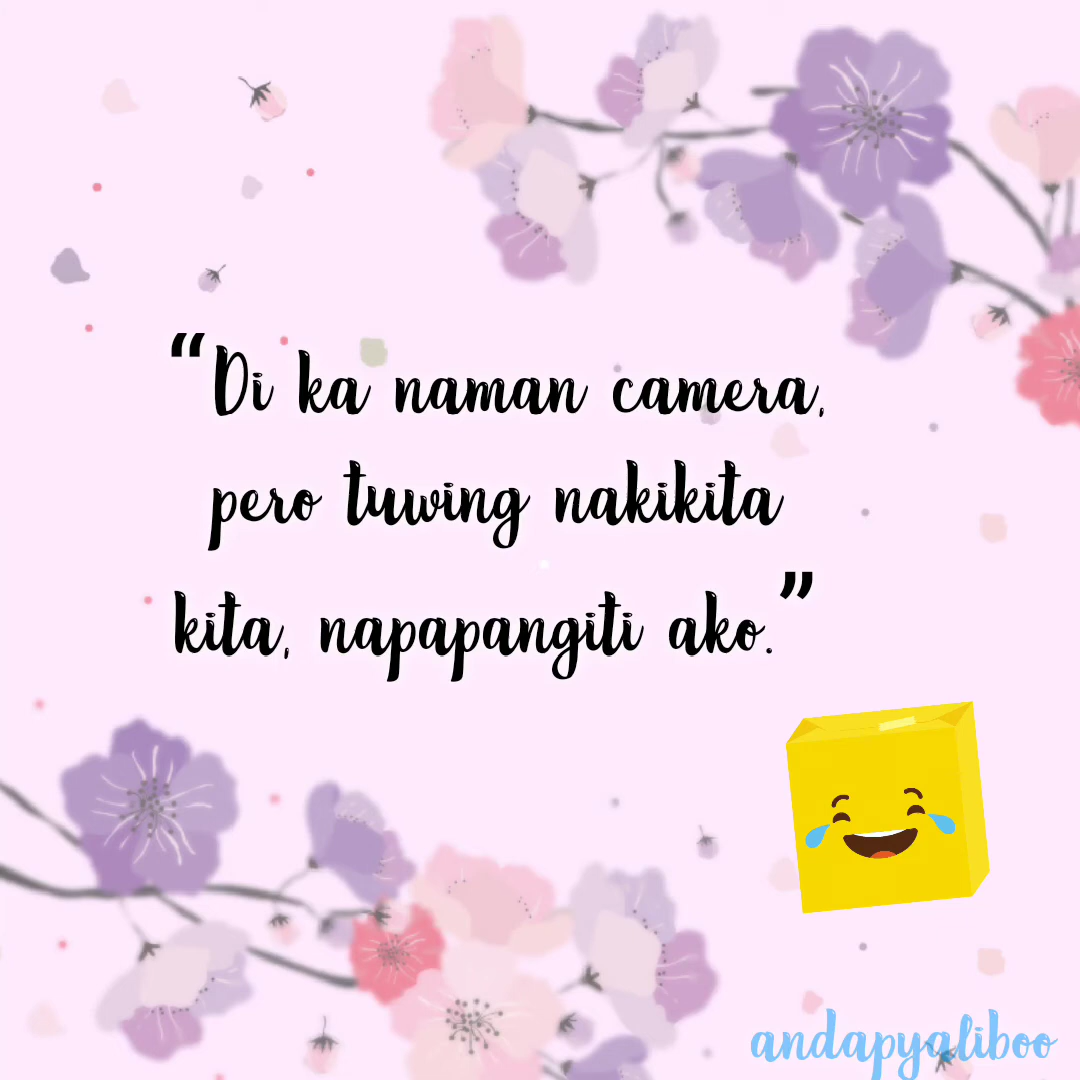 “Di ka naman camera,
pero tuwing nakikita
kita, napapangiti ako.”
andapyaliboo